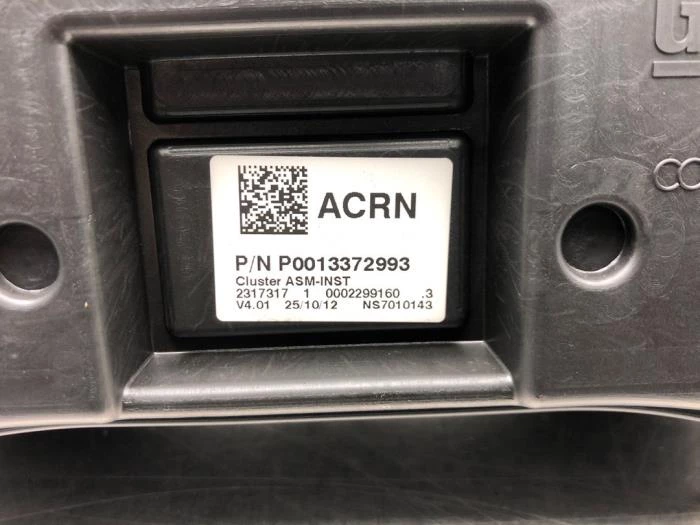 ACRN
P/N P0013372993
Cluster ASM-INST
2317317 1 0002299160 .3
V4.01 25/10/12 NS7010143